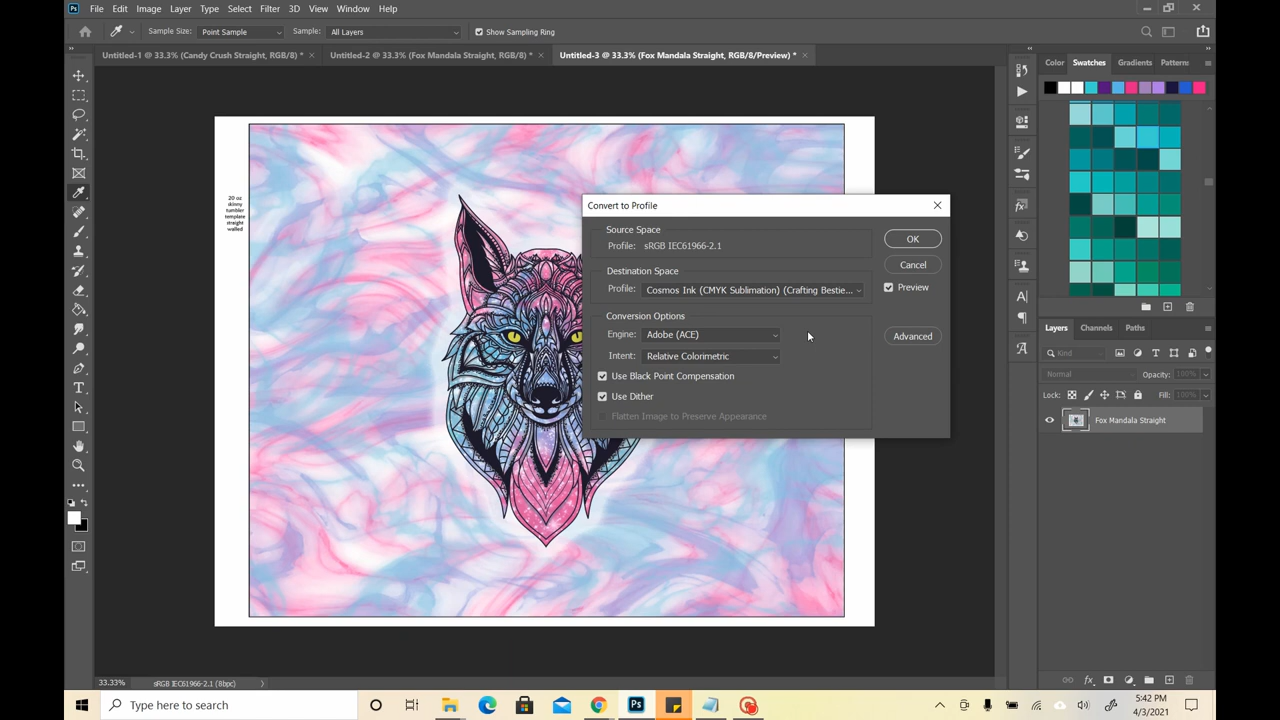 Ps File Edit Image Layer Type Select Filter 3D View Window Help
Sample Size: Point Sample Sample: All Layers Show Sampling Ring
Untitled-1 @ 33.3% (Candy Crush Straight, RGB/8) * Untitled-2 @ 33.3% (Fox Mandala Straight, RGB/8) * Untitled-3 @ 33.3% (Fox Mandala Straight, RGB/8/Preview) *
Color Swatches Gradients Pattern:
20 oz
skinny
tumbler
template
straight
walled
Convert to Profile
Source Space
Profile: sRGB IEC61966-2.1
OK
Cancel
Destination Space
Profile: Cosmos Ink (CMYK Sublimation) (Crafting Bestie...
Preview
Conversion Options
Engine: Adobe (ACE)
Advanced
Intent: Relative Colorimetric
Use Black Point Compensation
Use Dither
Flatten Image to Preserve Appearance
Layers Channels Paths
Kind
Normal Opacity: 100%
Lock: Fill: 100%
Fox Mandala Straight
33.33% sRGB IEC61966-2.1 (8bpc)
Type here to search
Ps
5:42 PM
4/3/2021